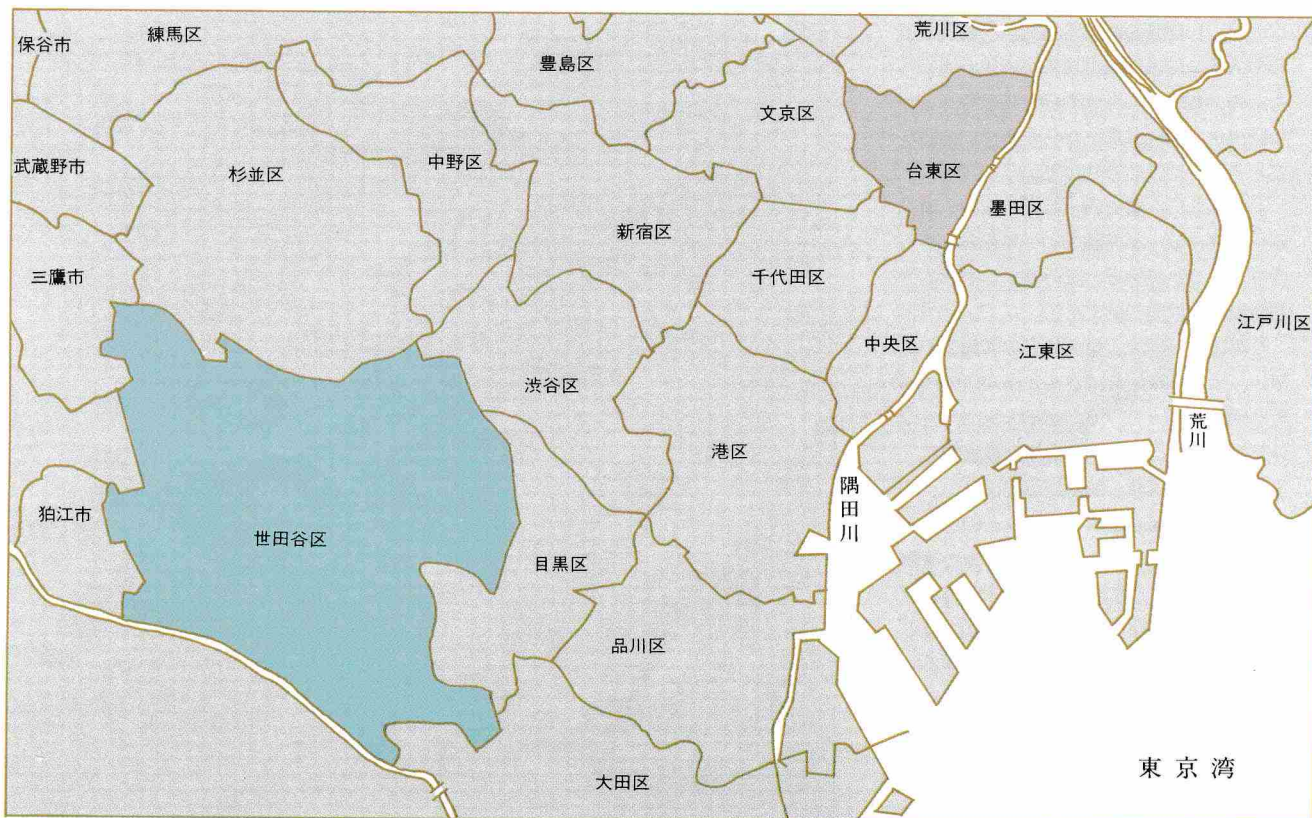 保谷市
練馬区
豊島区
荒川区
文京区
武蔵野市
杉並区
中野区
台東区
墨田区
新宿区
三鷹市
千代田区
江戸川区
中央区
江東区
渋谷区
荒川
港区
隅田川
狛江市
世田谷区
目黒区
品川区
大田区
東京湾